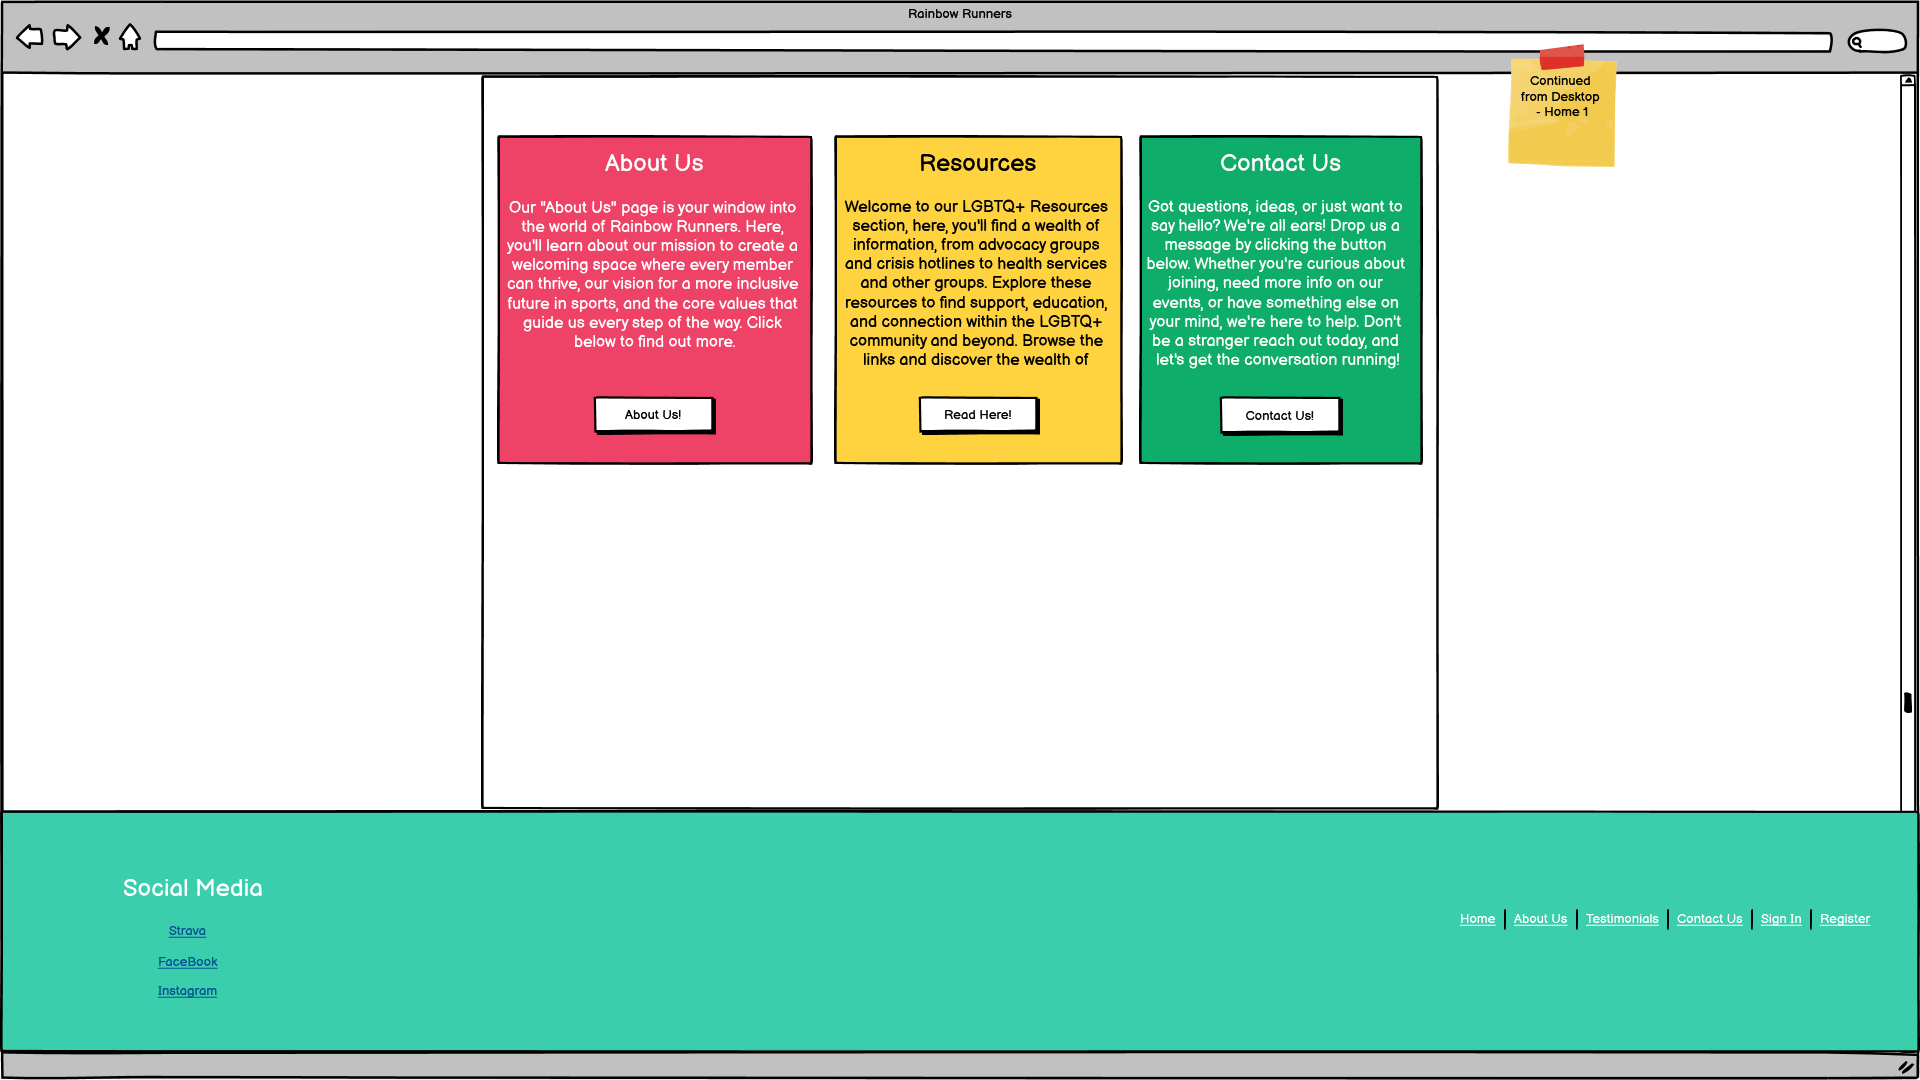 Rainbow Runners
Continued
from Desktop
- Home 1
About Us
Our "About Us" page is your window into
the world of Rainbow Runners. Here,
you'll learn about our mission to create a
welcoming space where every member
can thrive, our vision for a more inclusive
future in sports, and the core values that
guide us every step of the way. Click
below to find out more.
About Us!
Resources
Welcome to our LGBTQ+ Resources
section, here, you'll find a wealth of
information, from advocacy groups
and crisis hotlines to health services
and other groups. Explore these
resources to find support, education,
and connection within the LGBTQ+
community and beyond. Browse the
links and discover the wealth of
Read Here!
Contact Us
Got questions, ideas, or just want to
say hello? We're all ears! Drop us a
message by clicking the button
below. Whether you're curious about
joining, need more info on our
events, or have something else on
your mind, we're here to help. Don't
be a stranger reach out today, and
let's get the conversation running!
Contact Us!
Social Media
Strava
FaceBook
Instagram
Home | About Us | Testimonials | Contact Us | Sign In | Register